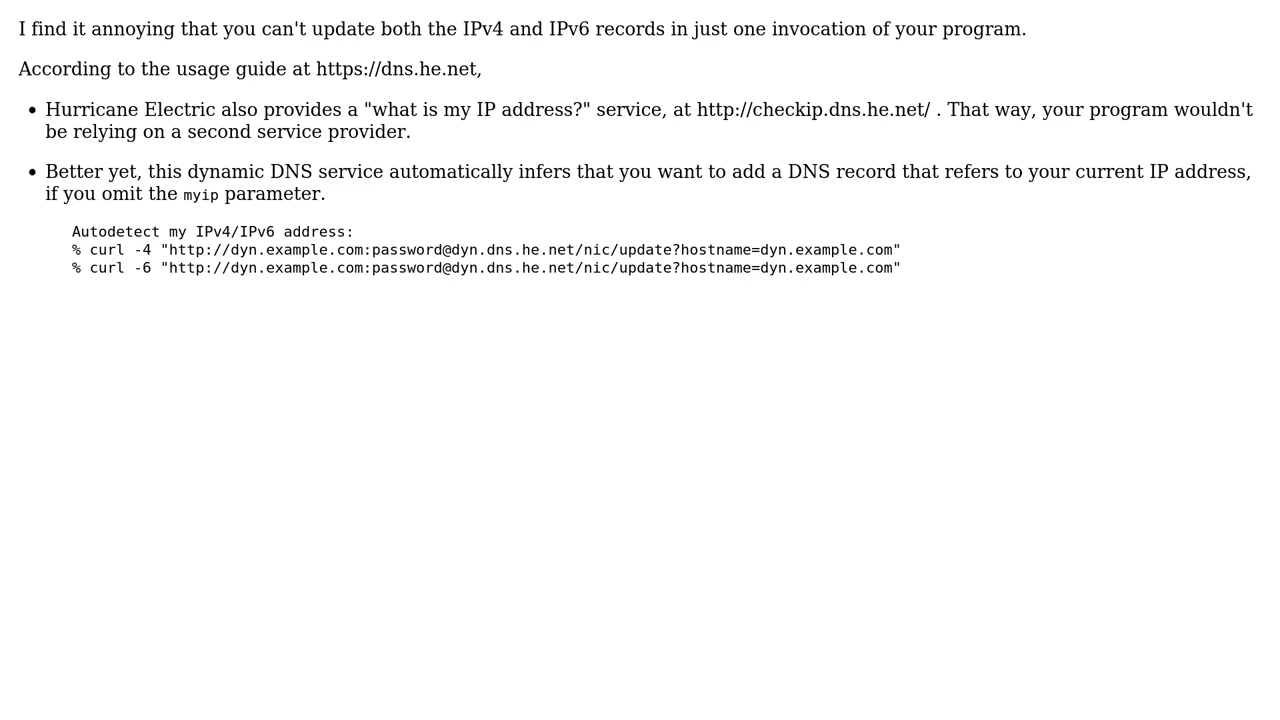 I find it annoying that you can't update both the IPv4 and IPv6 records in just one invocation of your program.
According to the usage guide at https://dns.he.net,
• Hurricane Electric also provides a "what is my IP address?" service, at http://checkip.dns.he.net/ . That way, your program wouldn't
be relying on a second service provider.
• Better yet, this dynamic DNS service automatically infers that you want to add a DNS record that refers to your current IP address,
if you omit the myip parameter.
Autodetect my IPv4/IPv6 address:
% curl -4 "http://dyn.example.com:password@dyn.dns.he.net/nic/update?hostname=dyn.example.com"
% curl -6 "http://dyn.example.com:password@dyn.dns.he.net/nic/update?hostname=dyn.example.com"